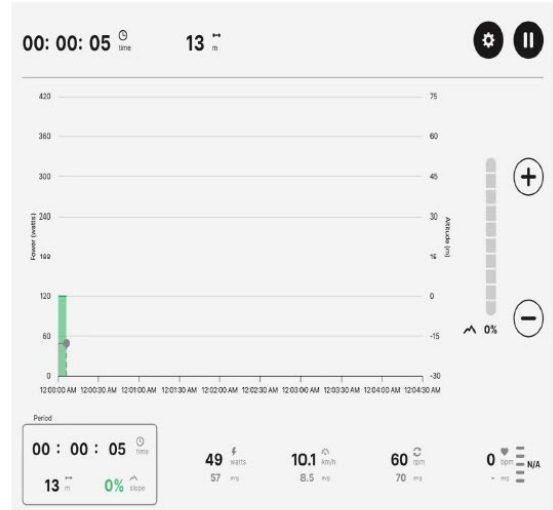 00: 00: 05 time 13 m
420 75
360 60
300 45
240 30
Power (watts) Altitude (m)
120 0
60 -15
0% 
0 -30
12:00:00 AM 12:00:30 AM 12:01:00 AM 12:01:30 AM 12:02:00 AM 12:02:30 AM 12:03:00 AM 12:03:30 AM 12:04:00 AM 12:04:30 AM
Period
00 : 00 : 05 time
13 m 0% slope
49 watts 10.1 km/h 60 rpm 0 bpm N/A
57 avg 8.5 avg 70 avg - avg